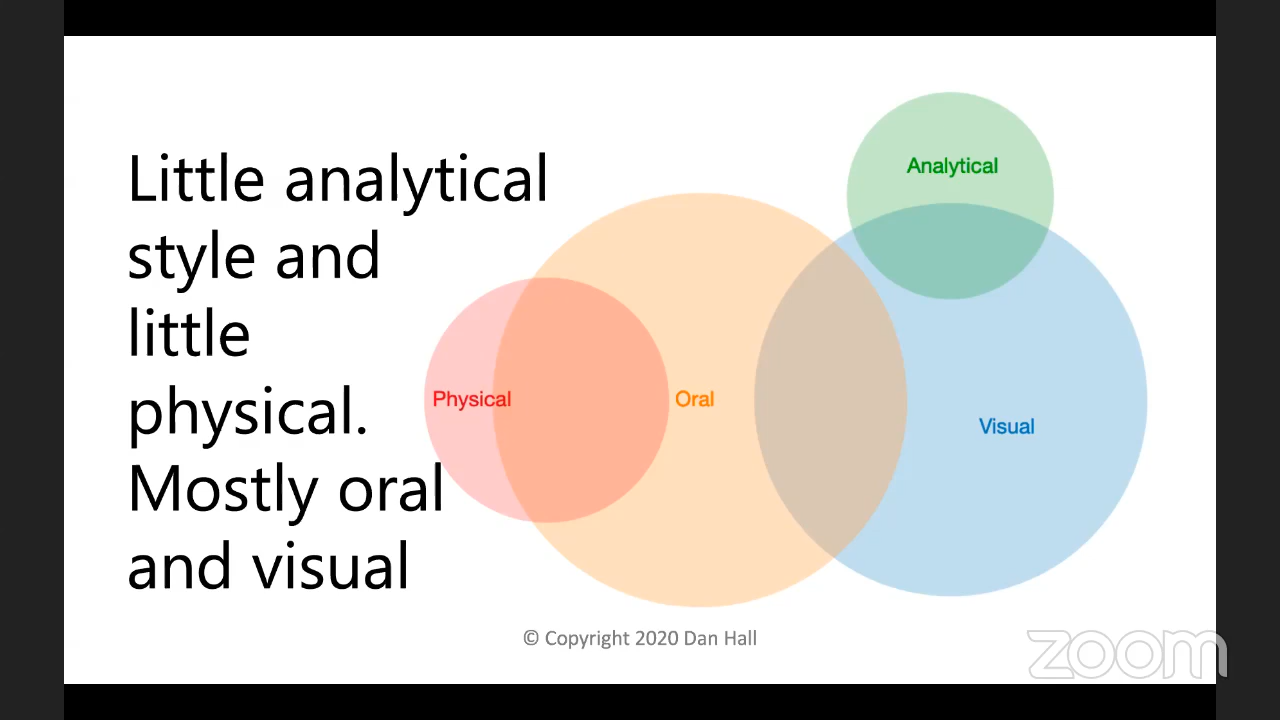 Little analytical
style and
little
physical.
Mostly oral
and visual
Analytical
Physical
Oral
Visual
© Copyright 2020 Dan Hall
zoom